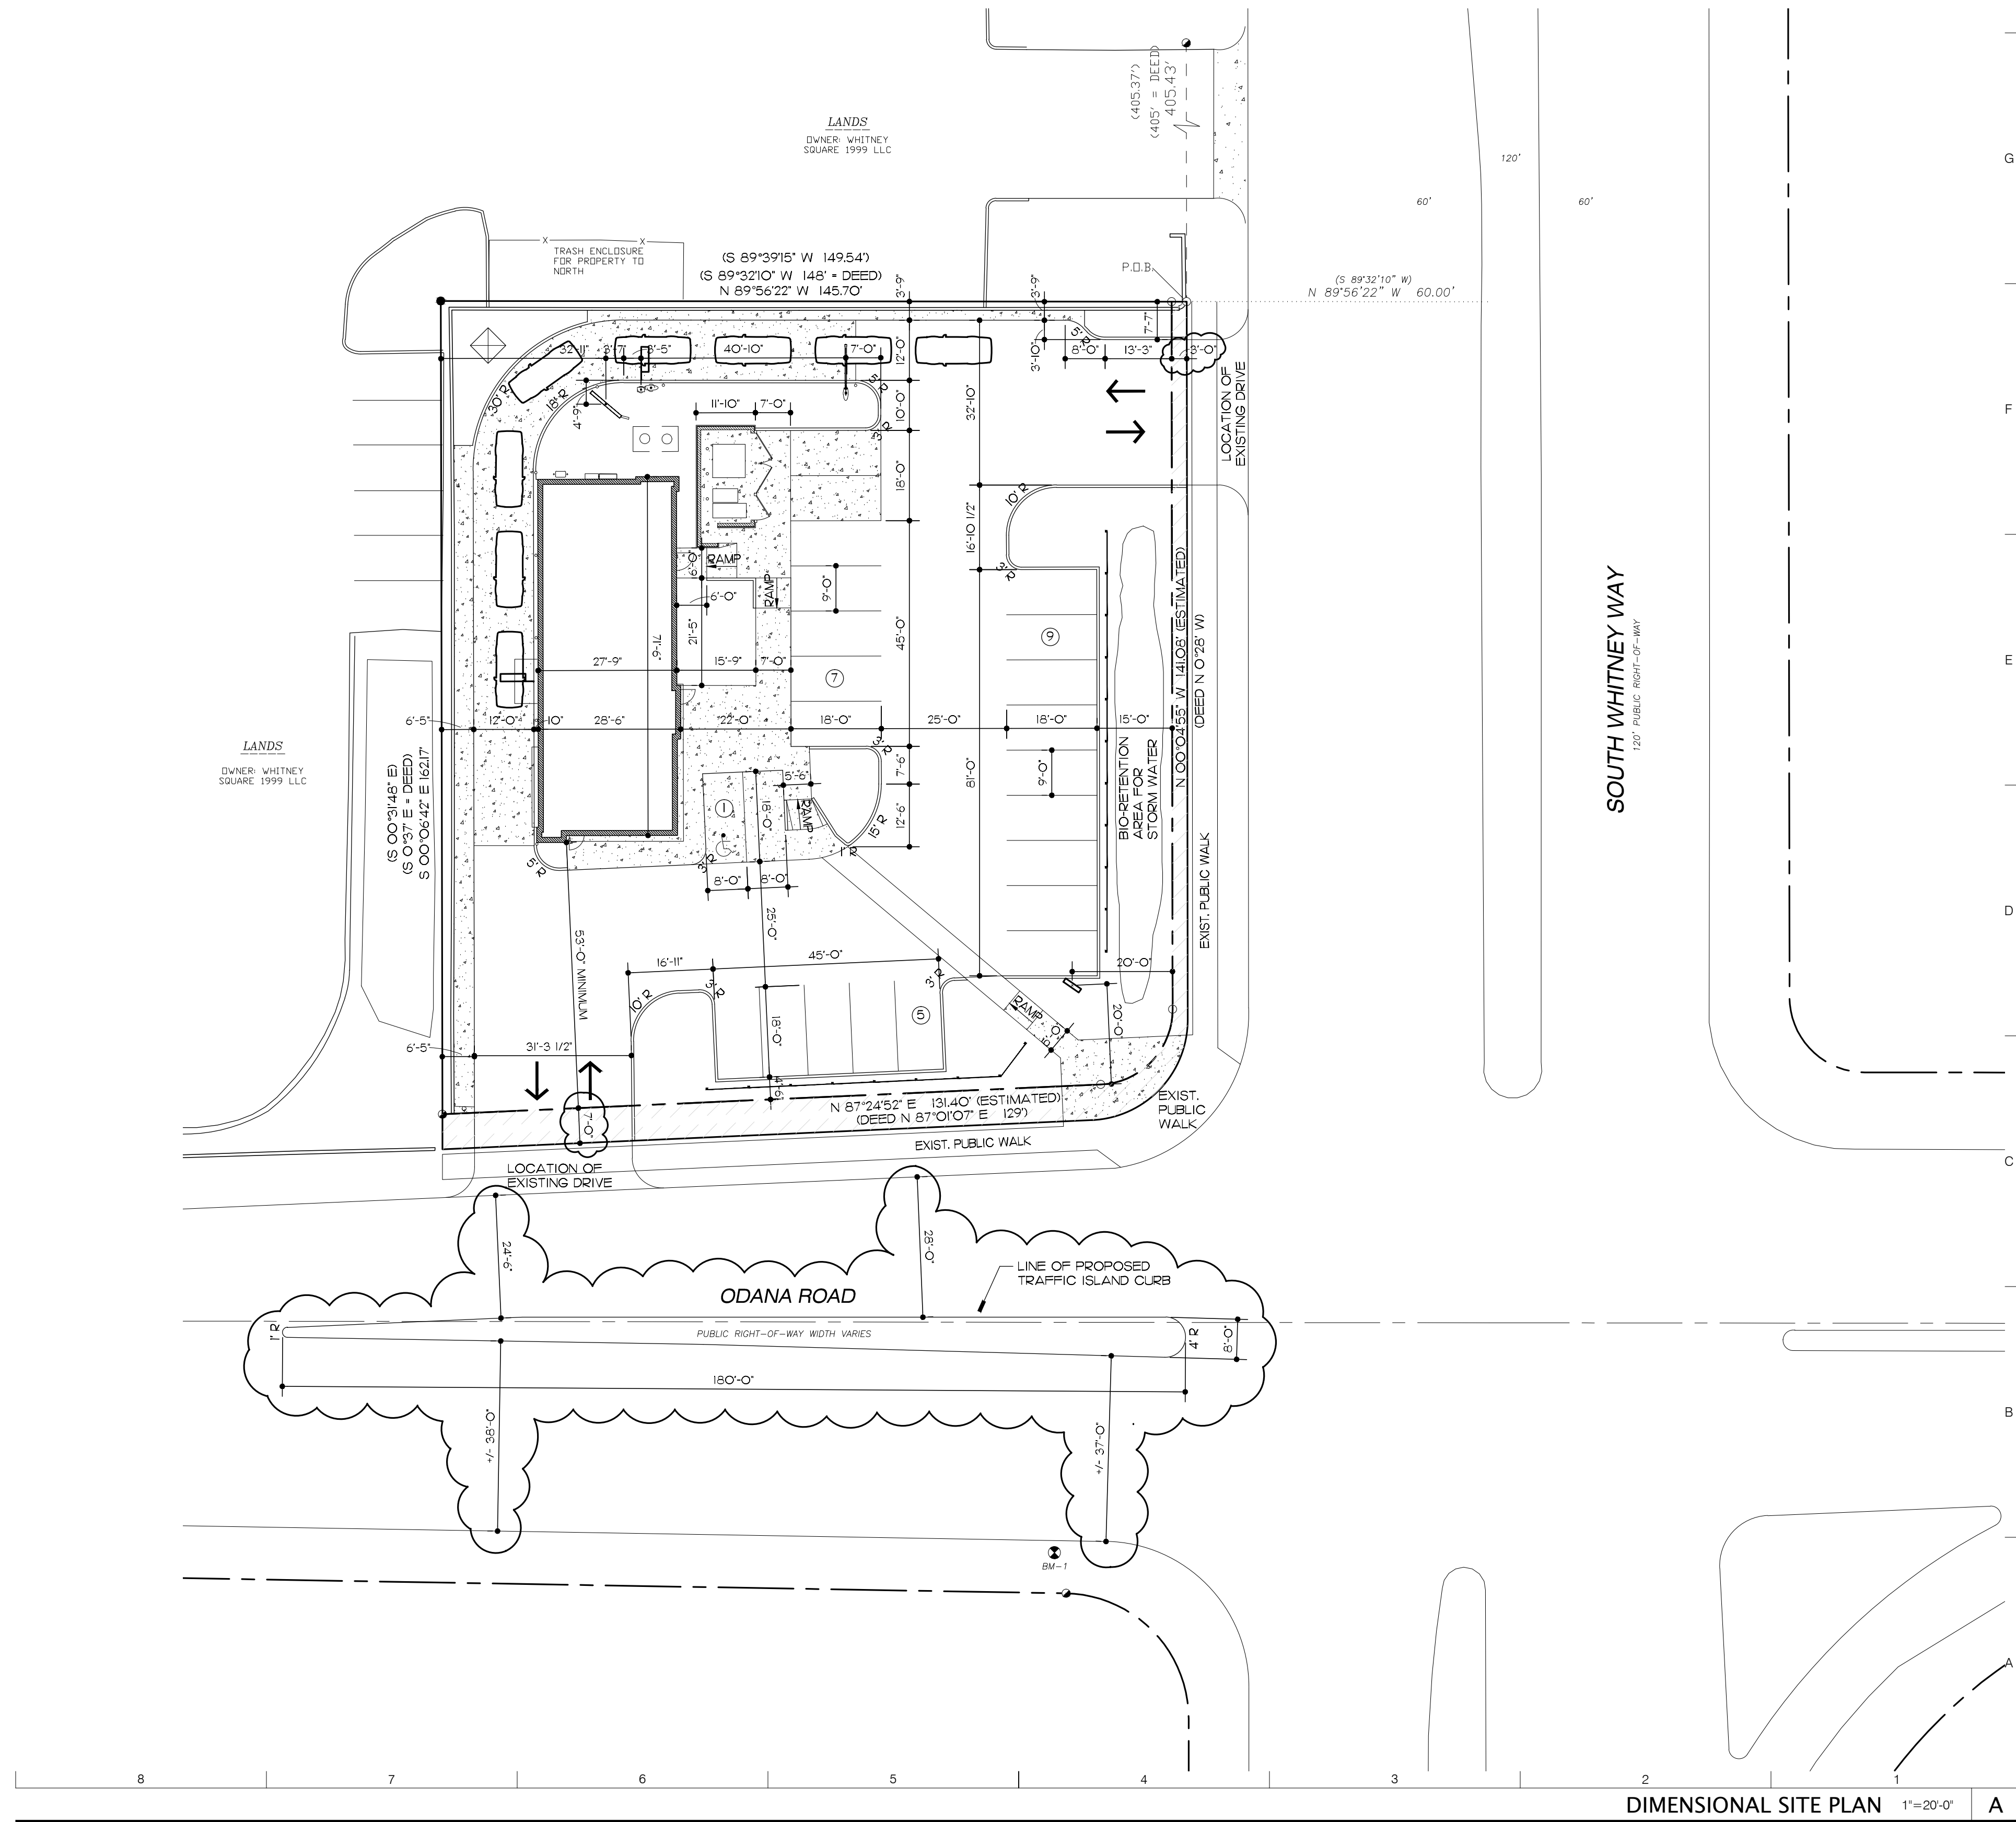 (405.37')
(405' = DEED)
405.43'
LANDS
OWNER: WHITNEY
SQUARE 1999 LLC
120'
60'
60'
G
TRASH ENCLOSURE
FOR PROPERTY TO
NORTH
X
X
(S 89°39'15" W 149.54')
(S 89°32'10" W 148' = DEED)
N 89°56'22" W 145.70'
3'-9"
3'-9"
P.O.B.
(S 89°32'10" W)
N 89°56'22" W 60.00'
32'-11"
3'-7"
3'-5"
40'-10"
7'-0"
12'-0"
3'-10"
5' R
7'-7"
8'-0"
13'-3"
3'-0"
LOCATION OF
EXISTING DRIVE
30' R
18' R
4'-9"
5' R
10'-0"
3' R
11'-10"
7'-0"
32'-10"
F
18'-0"
10' R
16'-10 1/2"
3' R
6'-0"
RAMP
RAMP
6'-0"
9'-0"
21'-5"
71'-6"
45'-0"
9
7
27'-9"
15'-9"
7'-0"
N 00°04'55" W 141.08' (ESTIMATED)
(DEED N 0°28' W)
SOUTH WHITNEY WAY
120' PUBLIC RIGHT-OF-WAY
E
6'-5"
12'-0"
10"
28'-6"
22'-0"
18'-0"
25'-0"
18'-0"
15'-0"
LANDS
OWNER: WHITNEY
SQUARE 1999 LLC
(S 00°31'48" E)
(S 0°37' E = DEED)
S 00°06'42" E 162.17'
3' R
7'-6"
5'-6"
81'-0"
9'-0"
BIO-RETENTION
AREA FOR
STORM WATER
1
18'-0"
RAMP
12'-6"
15' R
1' R
5' R
3' R
8'-0"
8'-0"
EXIST. PUBLIC WALK
D
25'-0"
53'-0" MINIMUM
16'-11"
45'-0"
3' R
20'-0"
10' R
3' R
18'-0"
5
RAMP
20'-0"
6'-5"
31'-3 1/2"
4'-6"
7'-0"
N 87°24'52" E 131.40' (ESTIMATED)
(DEED N 87°01'07" E 129')
EXIST.
PUBLIC
WALK
EXIST. PUBLIC WALK
LOCATION OF
EXISTING DRIVE
C
24'-6"
28'-0"
LINE OF PROPOSED
TRAFFIC ISLAND CURB
ODANA ROAD
1' R
PUBLIC RIGHT-OF-WAY WIDTH VARIES
4' R
8'-0"
180'-0"
+/- 38'-0"
+/- 37'-0"
B
BM-1
A
8
7
6
5
4
3
2
1
DIMENSIONAL SITE PLAN 1"=20'-0" A